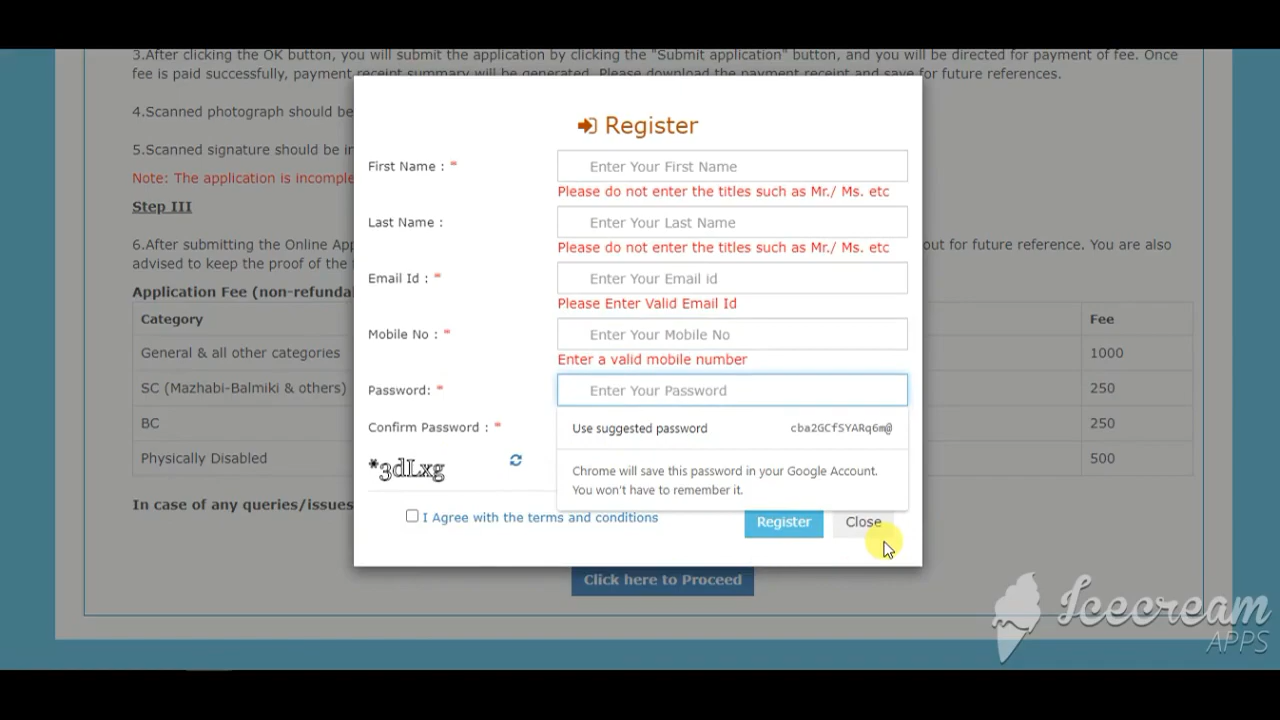 3.After clicking the OK button, you will submit the application by clicking the "Submit application" button, and you will be directed for payment of fee. Once
fee is paid successfully, payment receipt summary will be generated. Please download the payment receipt and save for future references.
4.Scanned photograph should be
5.Scanned signature should be in
Note: The application is incomple
Step III
6.After submitting the Online App
out for future reference. You are also
advised to keep the proof of the
Application Fee (non-refundal
Category
Fee
General & all other categories
1000
SC (Mazhabi-Balmiki & others)
250
BC
250
Physically Disabled
500
In case of any queries/issues
Register
First Name : *
Enter Your First Name
Please do not enter the titles such as Mr./ Ms. etc
Last Name :
Enter Your Last Name
Please do not enter the titles such as Mr./ Ms. etc
Email Id : *
Enter Your Email id
Please Enter Valid Email Id
Mobile No : *
Enter Your Mobile No
Enter a valid mobile number
Password: *
Enter Your Password
Confirm Password : *
Use suggested password cba2GCfSYARq6m@
Chrome will save this password in your Google Account.
You won't have to remember it.
*3dLxg
I Agree with the terms and conditions
Register
Close
Click here to Proceed
Icecream
APPS